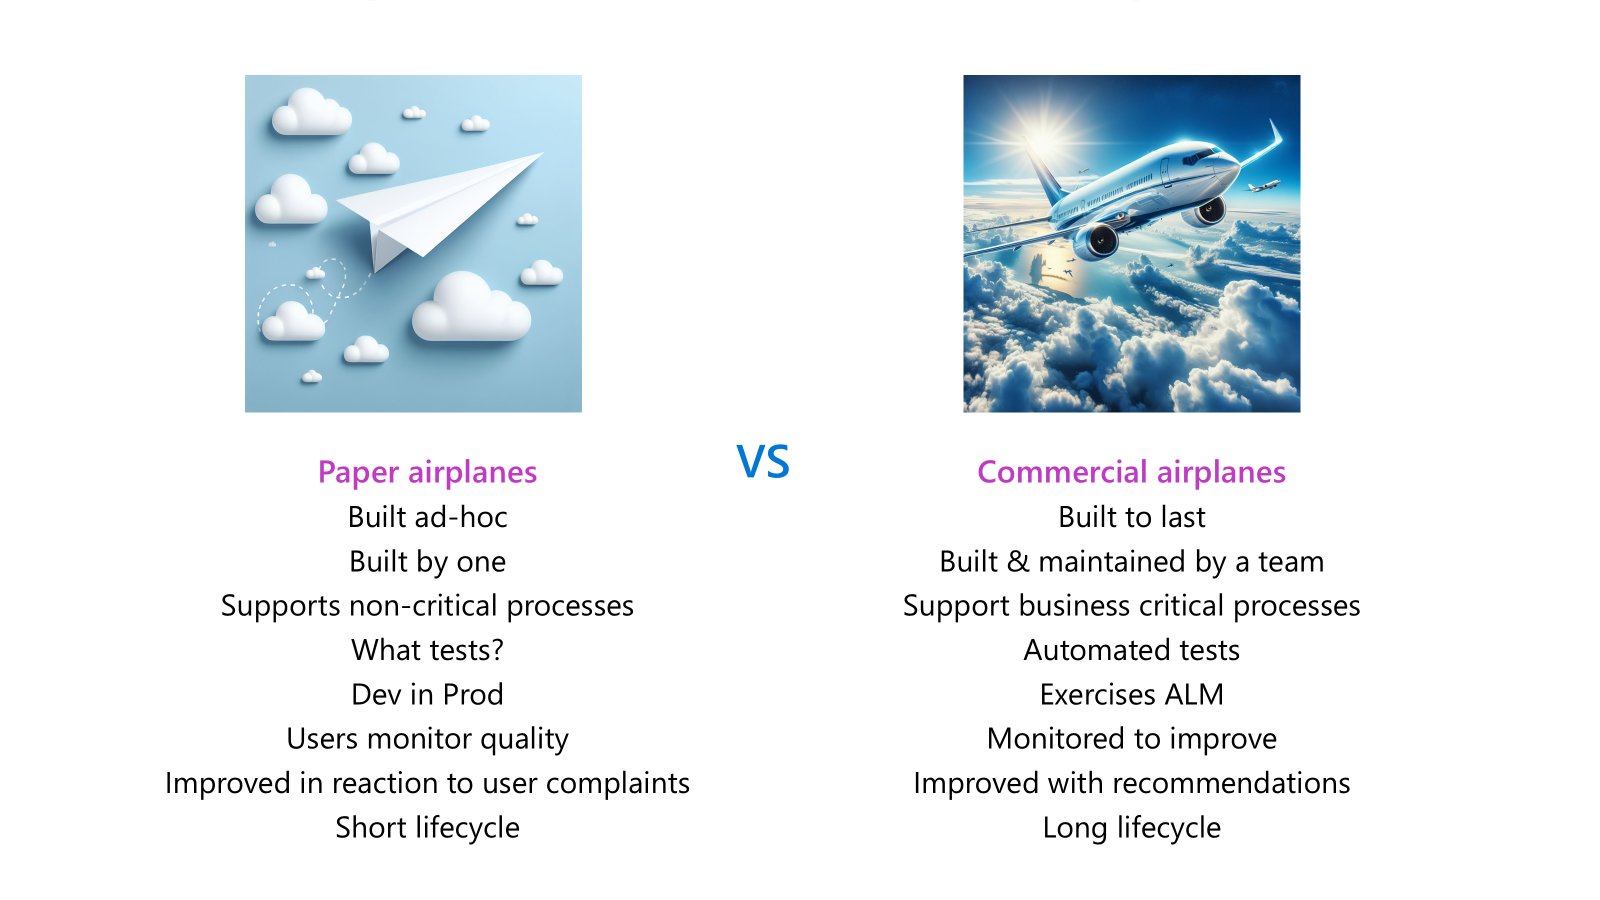 Paper airplanes
Built ad-hoc
Built by one
Supports non-critical processes
What tests?
Dev in Prod
Users monitor quality
Improved in reaction to user complaints
Short lifecycle
VS
Commercial airplanes
Built to last
Built & maintained by a team
Support business critical processes
Automated tests
Exercises ALM
Monitored to improve
Improved with recommendations
Long lifecycle